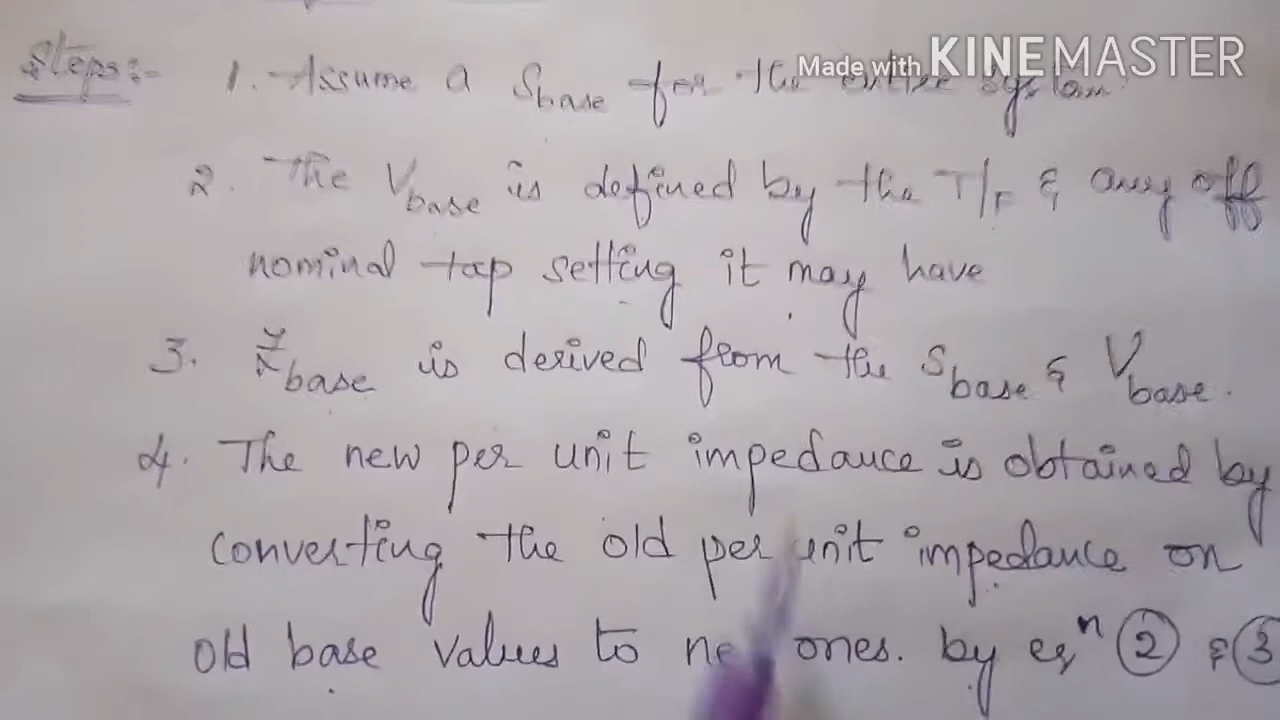 Made with KINEMASTER
Steps:- 1. Assume a Sbase for the entire system.
2. The Vbase is defined by the T/F & any off
nominal tap setting it may have
3. Zbase is derived from the Sbase & Vbase.
4. The new per unit impedance is obtained by
converting the old per unit impedance on
old base values to new ones. by eqn 2 & 3